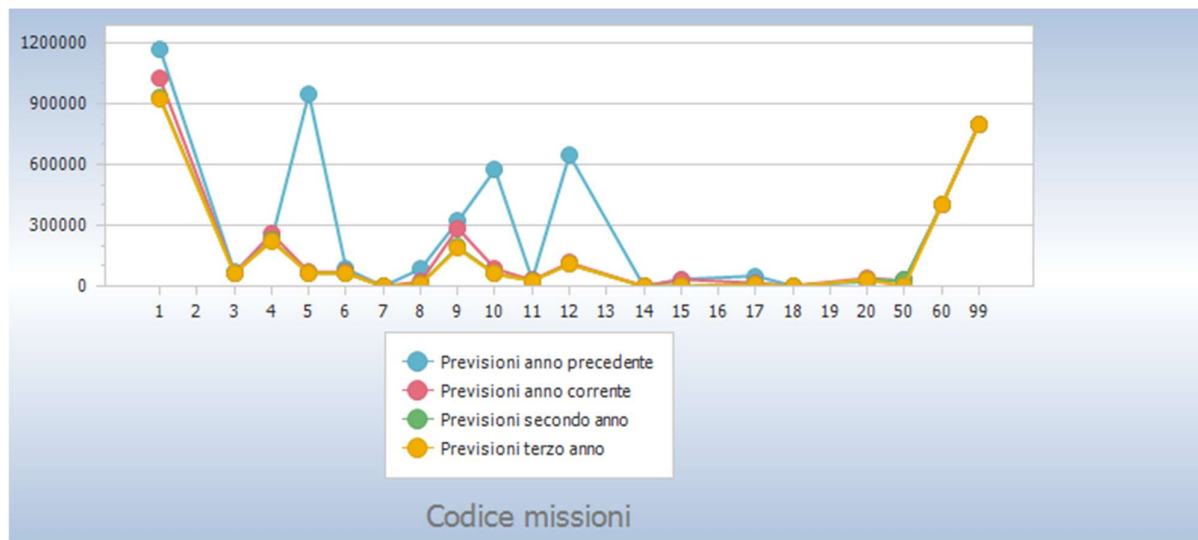 1200000
900000
600000
300000
0
1 2 3 4 5 6 7 8 9 10 11 12 13 14 15 16 17 18 19 20 50 60 99
Previsioni anno precedente
Previsioni anno corrente
Previsioni secondo anno
Previsioni terzo anno
Codice missioni